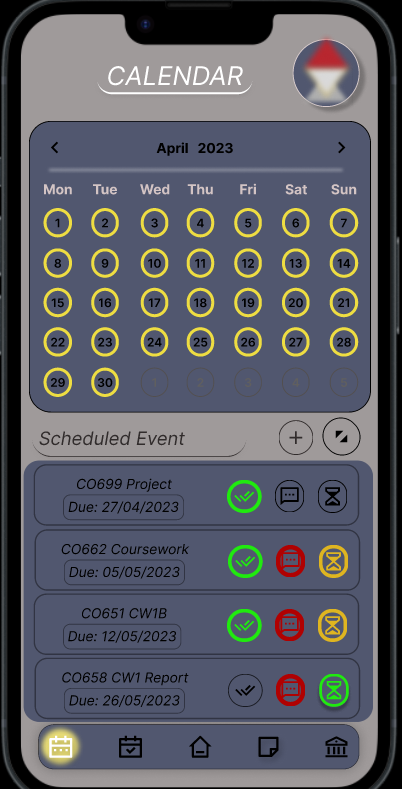 CALENDAR
April 2023
Mon Tue Wed Thu Fri Sat Sun
1 2 3 4 5 6 7
8 9 10 11 12 13 14
15 16 17 18 19 20 21
22 23 24 25 26 27 28
29 30 1 2 3 4 5
Scheduled Event
CO699 Project
Due: 27/04/2023
CO662 Coursework
Due: 05/05/2023
CO651 CW1B
Due: 12/05/2023
CO658 CW1 Report
Due: 26/05/2023